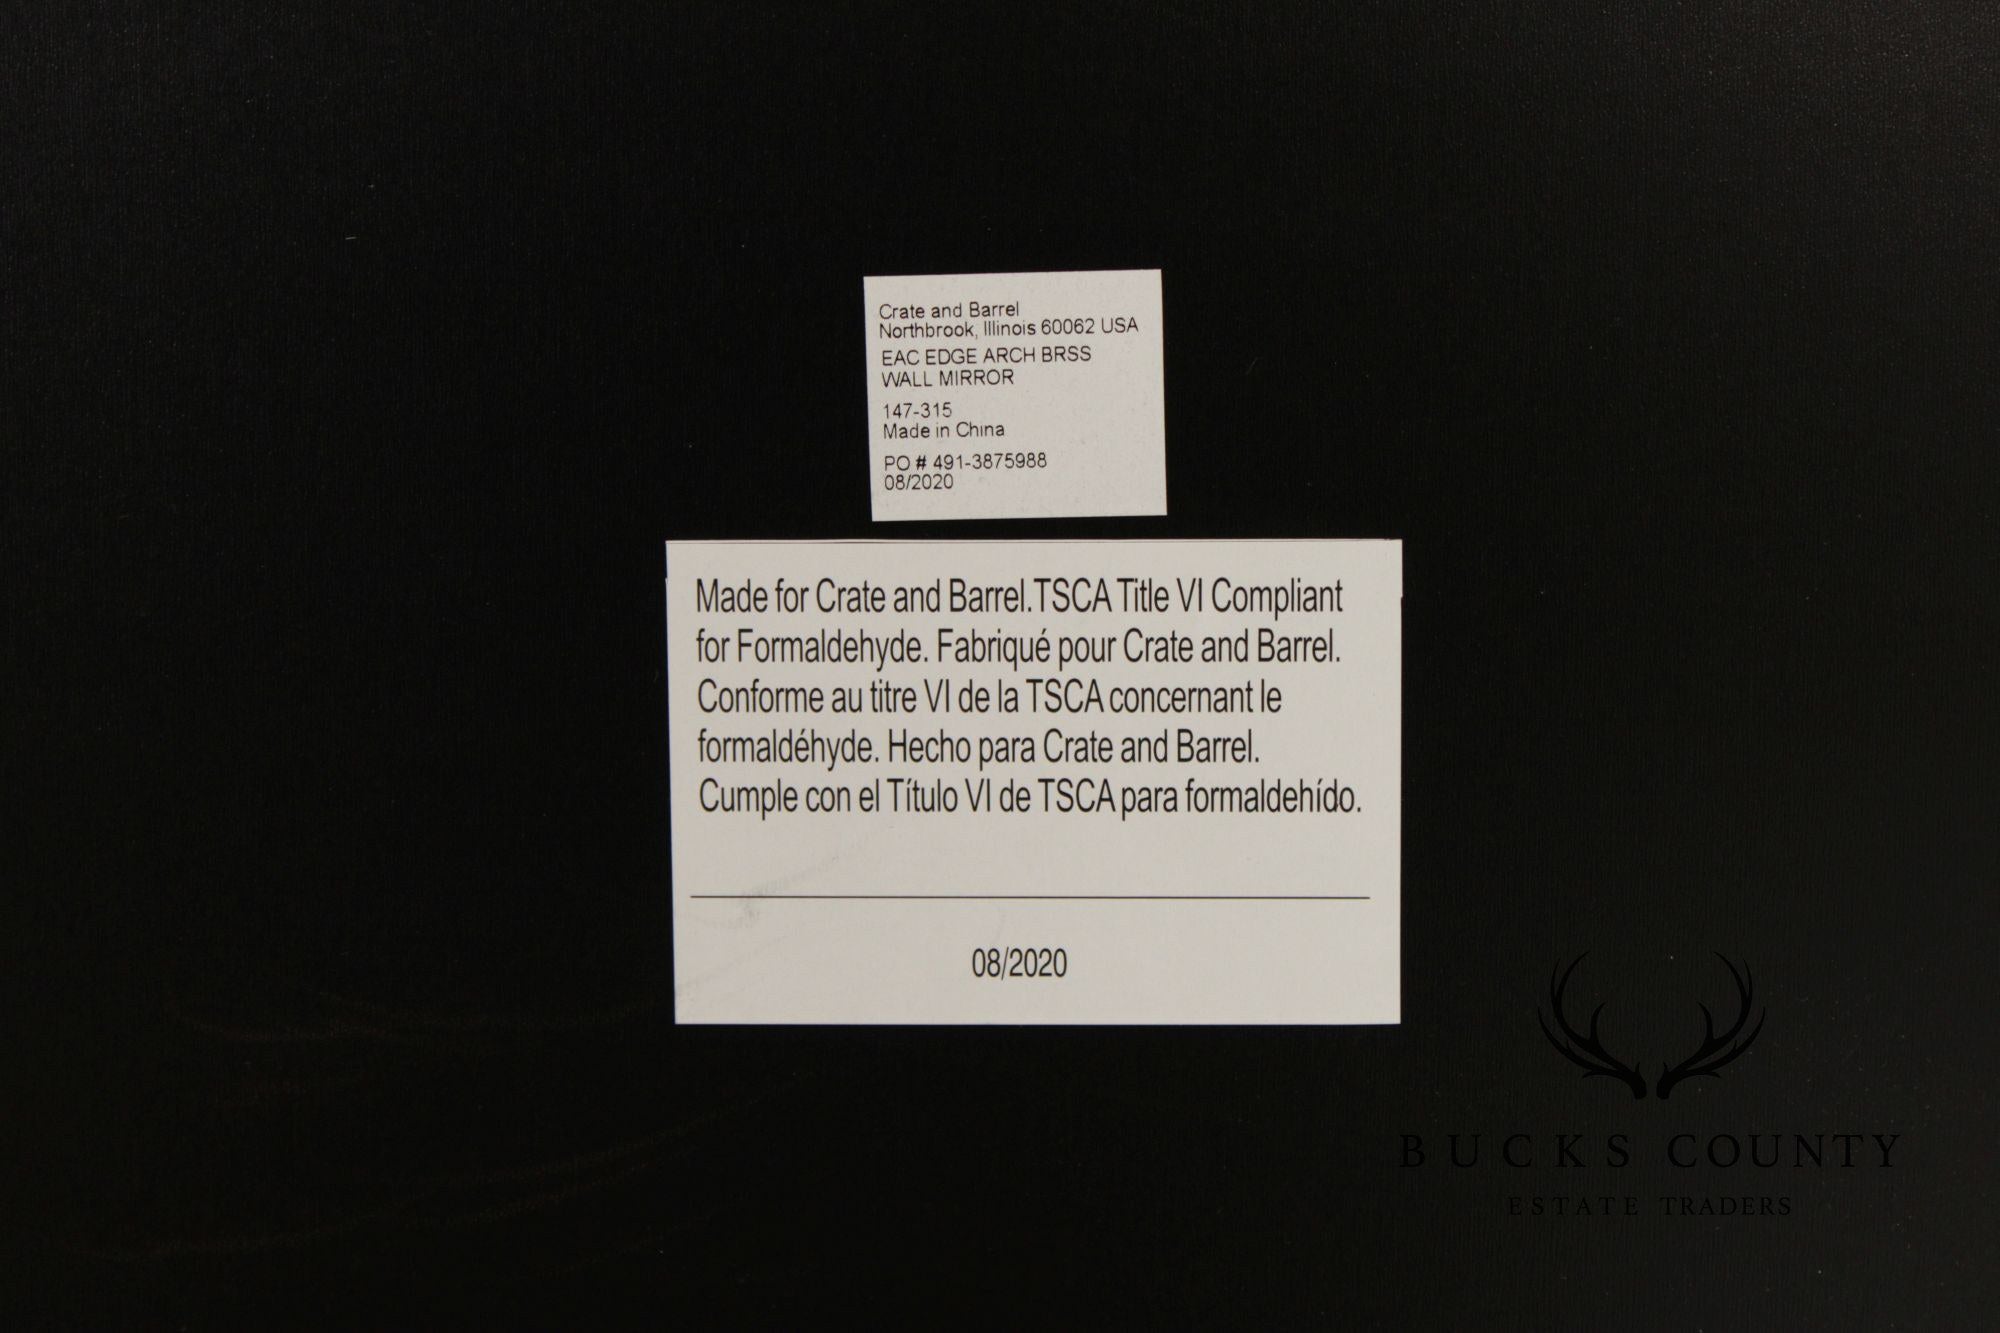 Crate and Barrel
Northbrook, Illinois 60062 USA
EAC EDGE ARCH BRSS
WALL MIRROR
147-315
Made in China
PO # 491-3875988
08/2020
Made for Crate and Barrel.TSCA Title VI Compliant
for Formaldehyde. Fabriqué pour Crate and Barrel.
Conforme au titre VI de la TSCA concernant le
formaldéhyde. Hecho para Crate and Barrel.
Cumple con el Título VI de TSCA para formaldehído.
08/2020
BUCKS COUNTY
ESTATE TRADERS